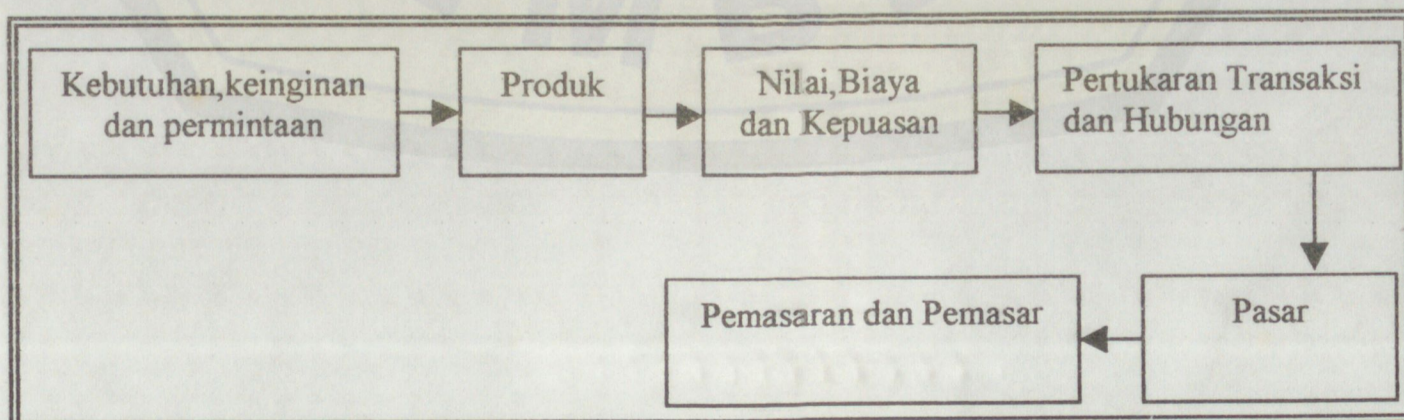 Kebutuhan,keinginan
dan permintaan
Produk
Nilai,Biaya
dan Kepuasan
Pertukaran Transaksi
dan Hubungan
Pemasaran dan Pemasar
Pasar